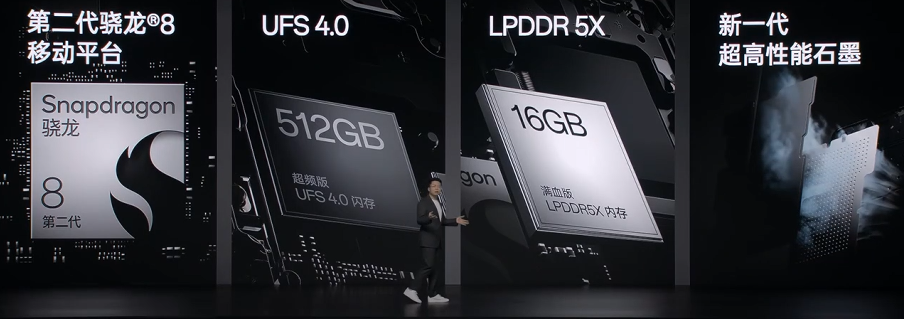 第二代骁龙®8
移动平台
Snapdragon
骁龙
8
第二代
UFS 4.0
512GB
超频版
UFS 4.0 闪存
LPDDR 5X
16GB
满血版
LPDDR5X 内存
gon
新一代
超高性能石墨